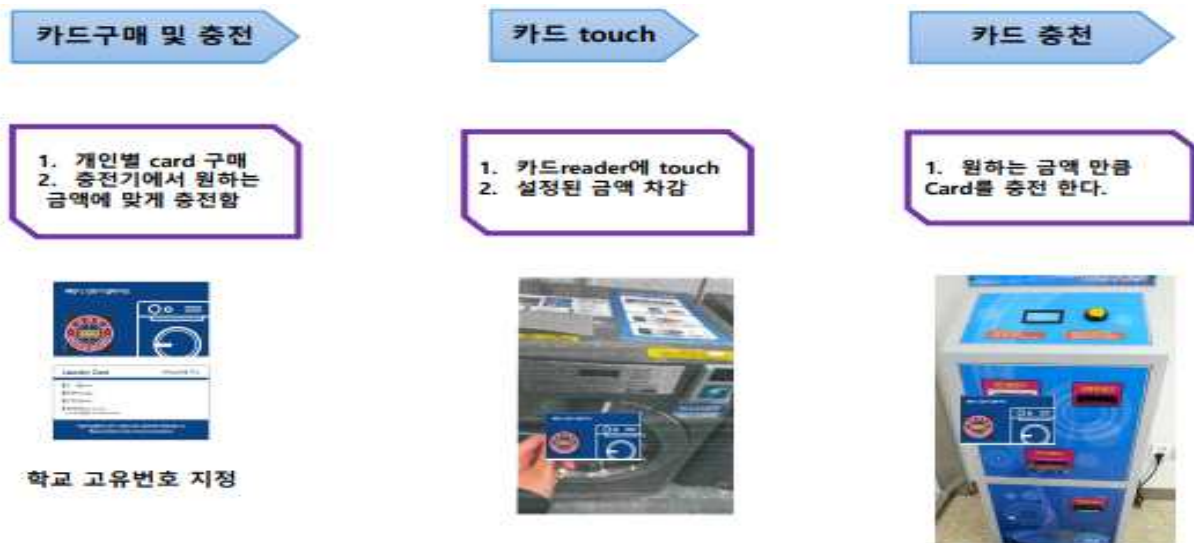 카드구매 및 충전
카드 touch
카드 충천
1. 개인별 card 구매
2. 충전기에서 원하는
금액에 맞게 충전함
1. 카드reader에 touch
2. 설정된 금액 차감
1. 원하는 금액 만큼
Card를 충전 한다.
Laundry Card
학교 고유번호 지정